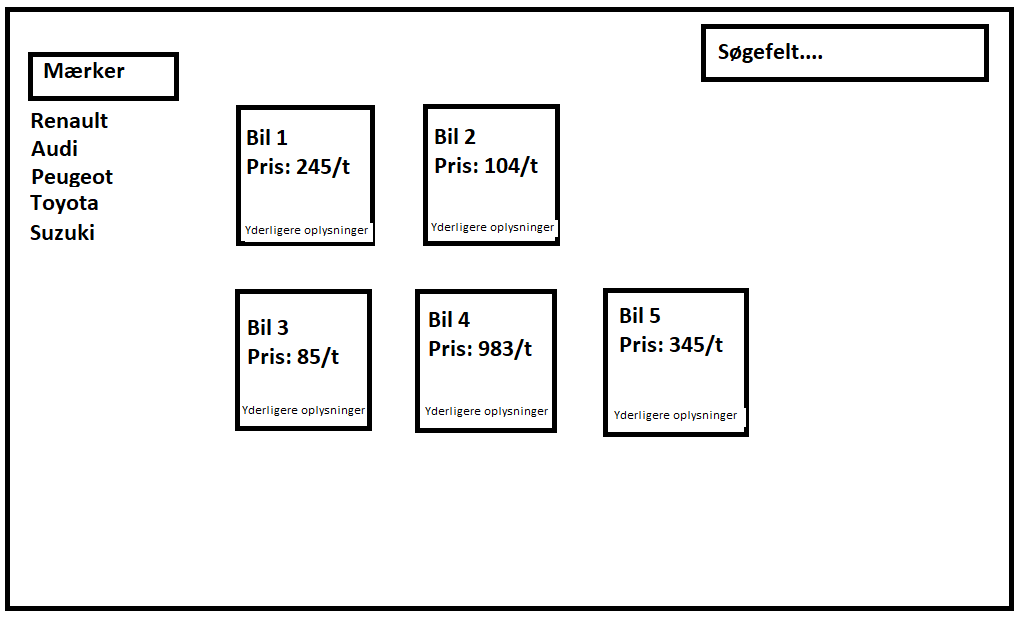 Søgefelt....
Mærker
Renault
Audi
Peugeot
Toyota
Suzuki
Bil 1
Pris: 245/t
Yderligere oplysninger
Bil 2
Pris: 104/t
Yderligere oplysninger
Bil 3
Pris: 85/t
Yderligere oplysninger
Bil 4
Pris: 983/t
Yderligere oplysninger
Bil 5
Pris: 345/t
Yderligere oplysninger